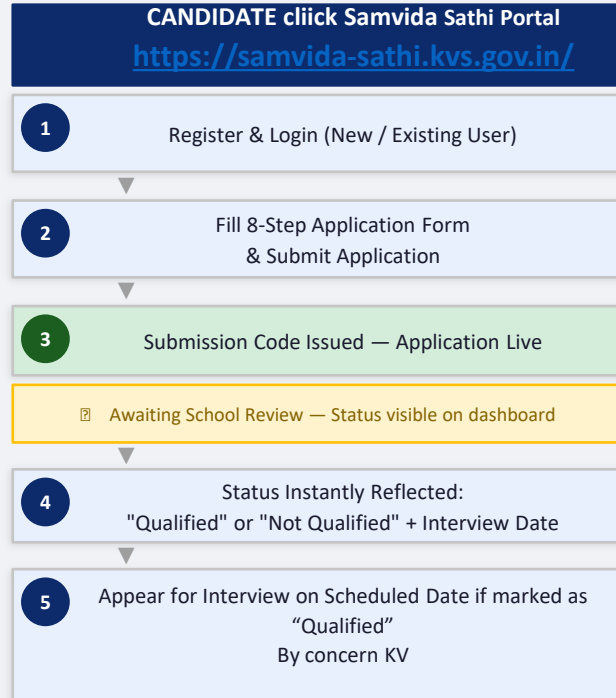 CANDIDATE cliick Samvida Sathi Portal
https://samvida-sathi.kvs.gov.in/
1
Register & Login (New / Existing User)
2
Fill 8-Step Application Form
& Submit Application
3
Submission Code Issued — Application Live
Awaiting School Review — Status visible on dashboard
4
Status Instantly Reflected:
"Qualified" or "Not Qualified" + Interview Date
5
Appear for Interview on Scheduled Date if marked as
“Qualified”
By concern KV